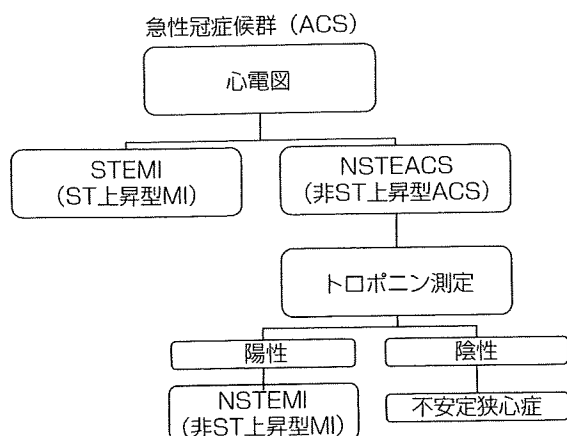 急性冠症候群（ACS）
心電図
STEMI
（ST上昇型MI）
NSTEACS
（非ST上昇型ACS）
トロポニン測定
陽性
陰性
NSTEMI
（非ST上昇型MI）
不安定狭心症